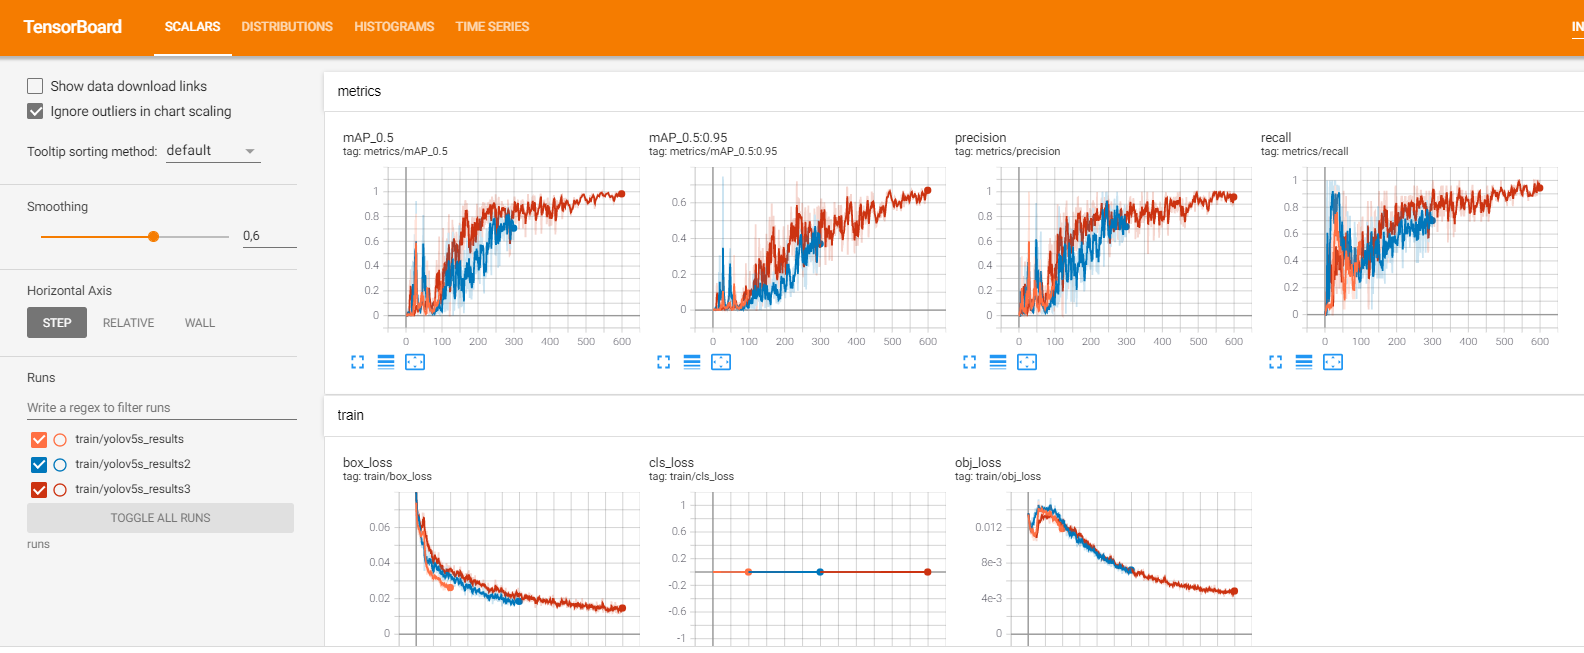 TensorBoard SCALARS DISTRIBUTIONS HISTOGRAMS TIME SERIES IN
Show data download links
Ignore outliers in chart scaling
Tooltip sorting method: default
Smoothing
0,6
Horizontal Axis
STEP RELATIVE WALL
Runs
Write a regex to filter runs
train/yolov5s_results
train/yolov5s_results2
train/yolov5s_results3
TOGGLE ALL RUNS
runs
metrics
mAP_0.5
tag: metrics/mAP_0.5
1
0.8
0.6
0.4
0.2
0
0 100 200 300 400 500 600
mAP_0.5:0.95
tag: metrics/mAP_0.5:0.95
0.6
0.4
0.2
0
0 100 200 300 400 500 600
precision
tag: metrics/precision
1
0.8
0.6
0.4
0.2
0
0 100 200 300 400 500 600
recall
tag: metrics/recall
1
0.8
0.6
0.4
0.2
0
0 100 200 300 400 500 600
train
box_loss
tag: train/box_loss
0.06
0.04
0.02
0
cls_loss
tag: train/cls_loss
1
0.6
0.2
-0.2
-0.6
-1
obj_loss
tag: train/obj_loss
0.012
8e-3
4e-3
0